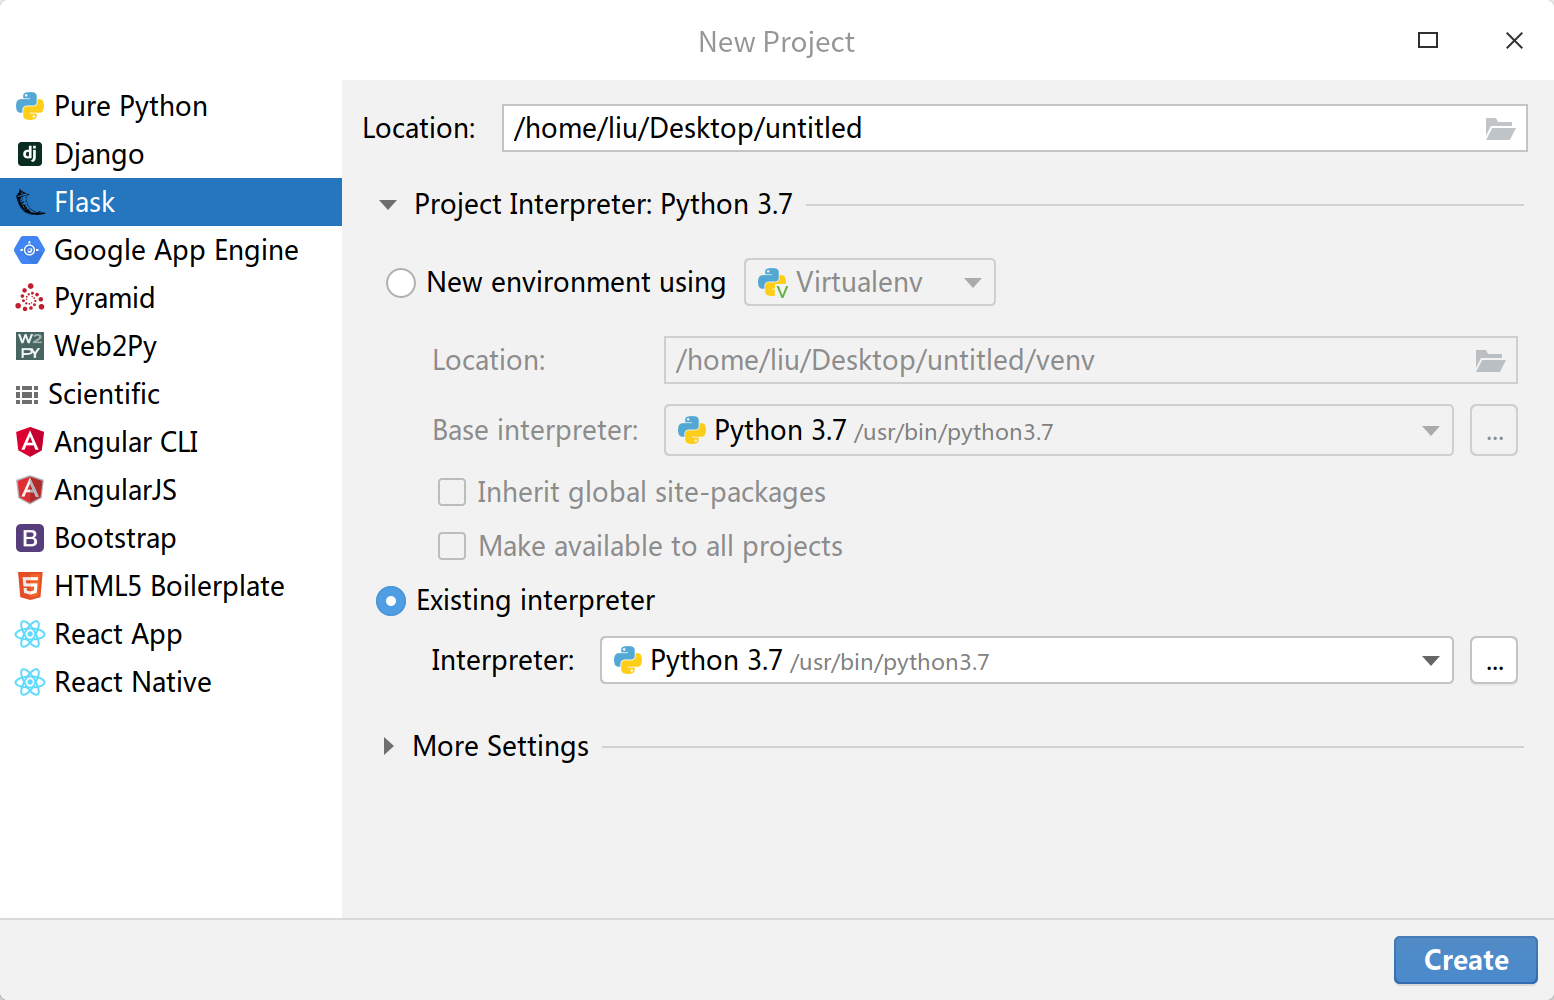 New Project
Pure Python
Django
Flask
Google App Engine
Pyramid
Web2Py
Scientific
Angular CLI
AngularJS
Bootstrap
HTML5 Boilerplate
React App
React Native
Location: /home/liu/Desktop/untitled
Project Interpreter: Python 3.7
New environment using Virtualenv
Location: /home/liu/Desktop/untitled/venv
Base interpreter: Python 3.7 /usr/bin/python3.7 ...
Inherit global site-packages
Make available to all projects
Existing interpreter
Interpreter: Python 3.7 /usr/bin/python3.7 ...
More Settings
Create